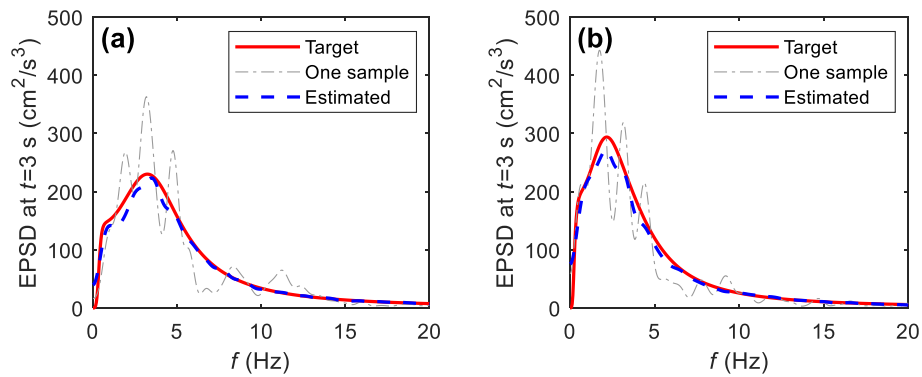 (a)
Target
One sample
Estimated
EPSD at t=3 s (cm²/s³)
500
400
300
200
100
0
0 5 10 15 20
f (Hz)
(b)
Target
One sample
Estimated
EPSD at t=3 s (cm²/s³)
500
400
300
200
100
0
0 5 10 15 20
f (Hz)